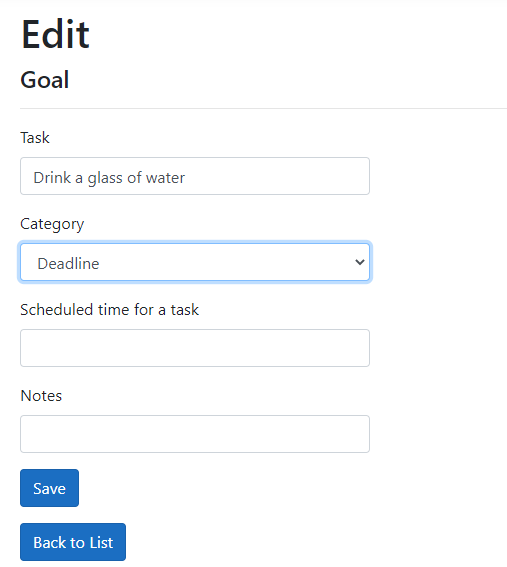 Edit
Goal
Task
Drink a glass of water
Category
Deadline
Scheduled time for a task
Notes
Save
Back to List